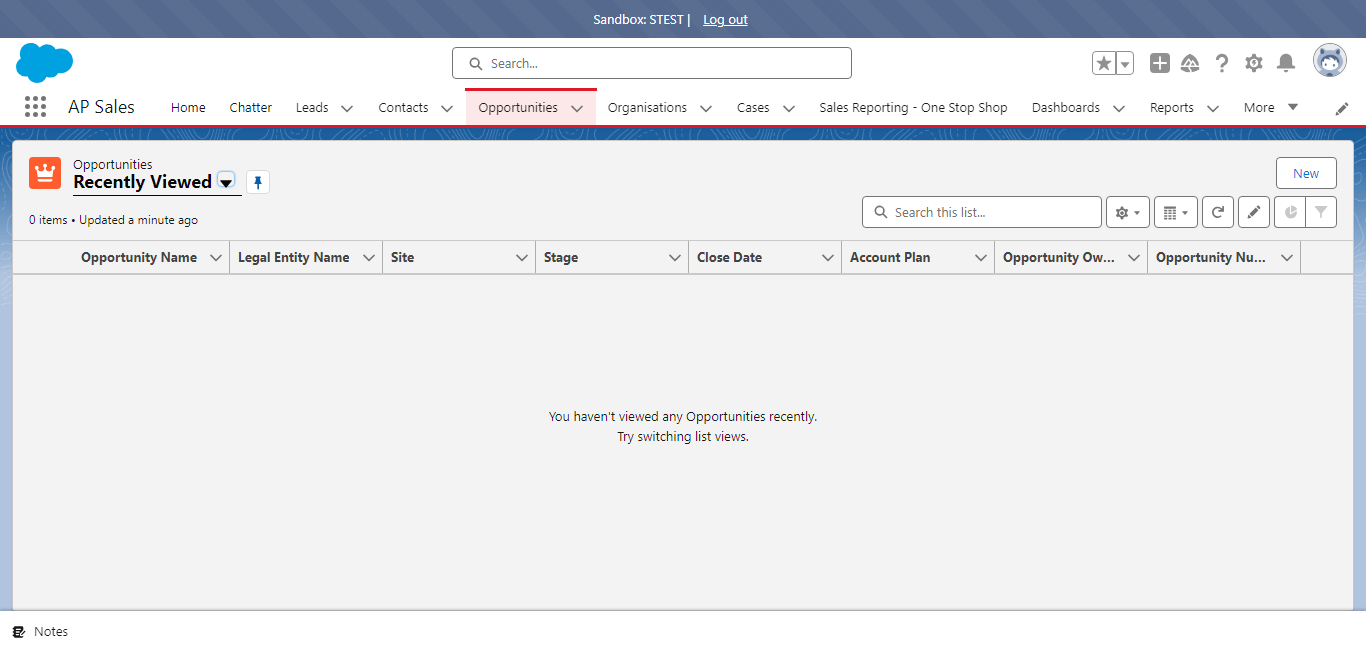 Sandbox: STEST | Log out
Search...
AP Sales Home Chatter Leads Contacts Opportunities Organisations Cases Sales Reporting - One Stop Shop Dashboards Reports More
Opportunities
Recently Viewed
New
0 items • Updated a minute ago
Search this list...
Opportunity Name Legal Entity Name Site Stage Close Date Account Plan Opportunity Ow... Opportunity Nu...
You haven't viewed any Opportunities recently.
Try switching list views.
Notes